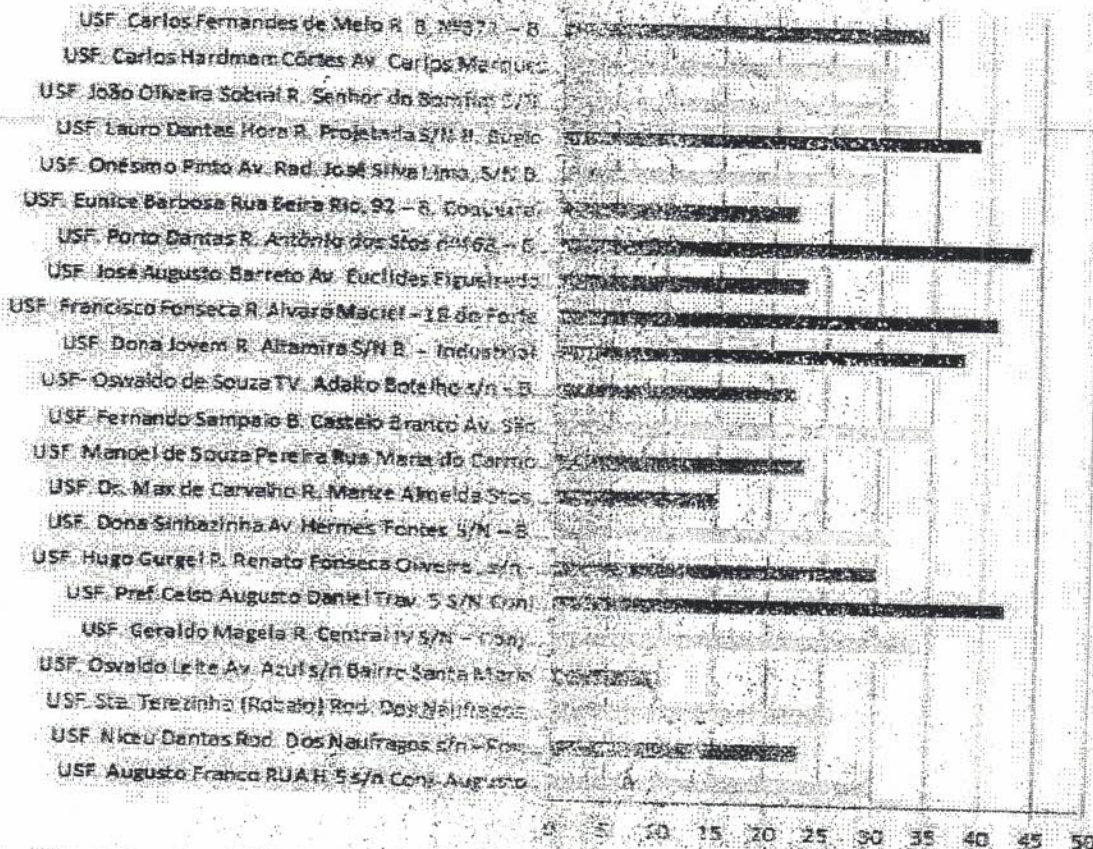 USF. Carlos Fernandes de Melo R. B, Nº372 – B...
USF. Carlos Hardman Côrtes Av. Carlos Marques
USF. João Oliveira Sobral R. Senhor do Bomfim S/N
USF. Lauro Dantas Hora R. Projetada S/N B. Bugio
USF. Onésimo Pinto Av. Rad. José Silva Lima, S/N B.
USF. Eunice Barbosa Rua Beira Rio, 92 – B. Coqueiral
USF. Porto Dantas R. Antônio dos Stos nº168 – B.
USF. José Augusto Barreto Av. Euclides Figueiredo
USF. Francisco Fonseca R. Alvaro Maciel – 18 do Forte
USF. Dona Jovem R. Altamira S/N B. – Industrial
USF- Oswaldo de Souza TV. Adalto Botelho s/n – B.
USF. Fernando Sampaio B. Castelo Branco Av. São
USF. Manoel de Souza Pereira Rua Maria do Carmo...
USF. Dr. Max de Carvalho R. Marize Almeida Stos...
USF. Dona Sinhazinha Av. Hermes Fontes S/N – B...
USF. Hugo Gurgel R. Renato Fonseca Oliveira, s/n -
USF. Pref. Celso Augusto Daniel Trav. 5 S/N Conj.
USF. Geraldo Magela R. Central IV S/N – Conj...
USF. Osvaldo Leite Av. Azul s/n Bairro Santa Maria
USF. Sta. Terezinha (Robalo) Rod. Dos Naufragos...
USF. Niceu Dantas Rod. Dos Naufragos s/n –
USF. Augusto Franco RUA H 5 s/n Conj. Augusto...
0 5 10 15 20 25 30 35 40 45 50